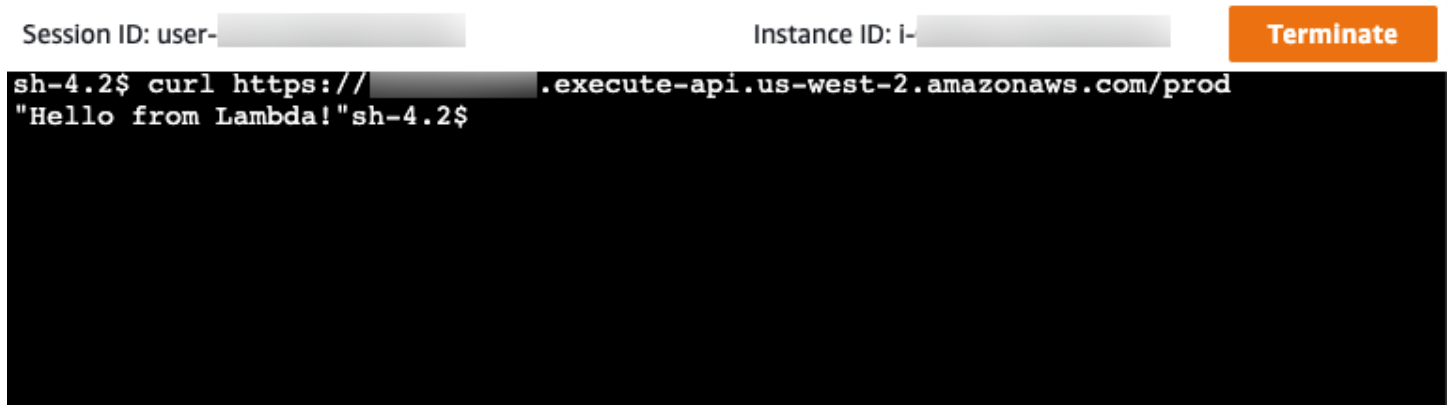 Session ID: user- Instance ID: i- Terminate
sh-4.2$ curl https:// .execute-api.us-west-2.amazonaws.com/prod
"Hello from Lambda!"sh-4.2$